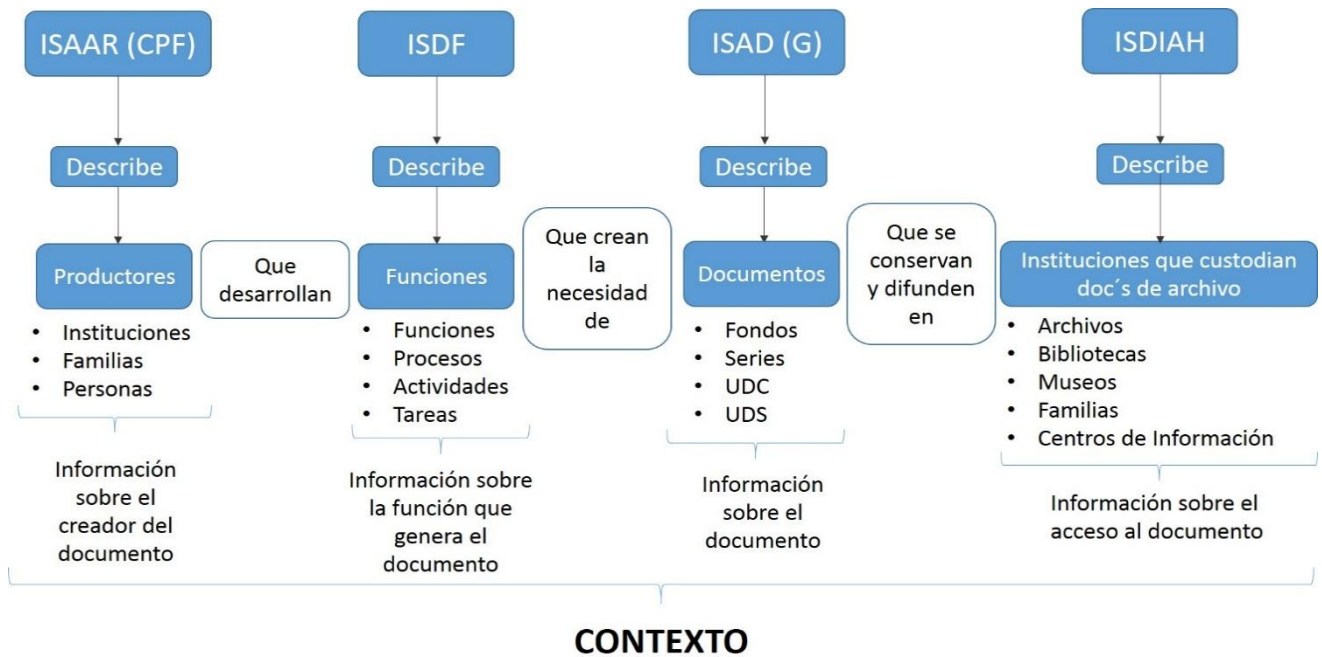 ISAAR (CPF)
ISDF
ISAD (G)
ISDIAH
Describe
Describe
Describe
Describe
Productores
Que
desarrollan
Funciones
Que crean
la
necesidad
de
Documentos
Que se
conservan
y difunden
en
Instituciones que custodian
doc´s de archivo
• Instituciones
• Familias
• Personas
• Funciones
• Procesos
• Actividades
• Tareas
• Fondos
• Series
• UDC
• UDS
• Archivos
• Bibliotecas
• Museos
• Familias
• Centros de Información
Información
sobre el
creador del
documento
Información sobre
la función que
genera el
documento
Información
sobre el
documento
Información sobre el
acceso al documento
CONTEXTO